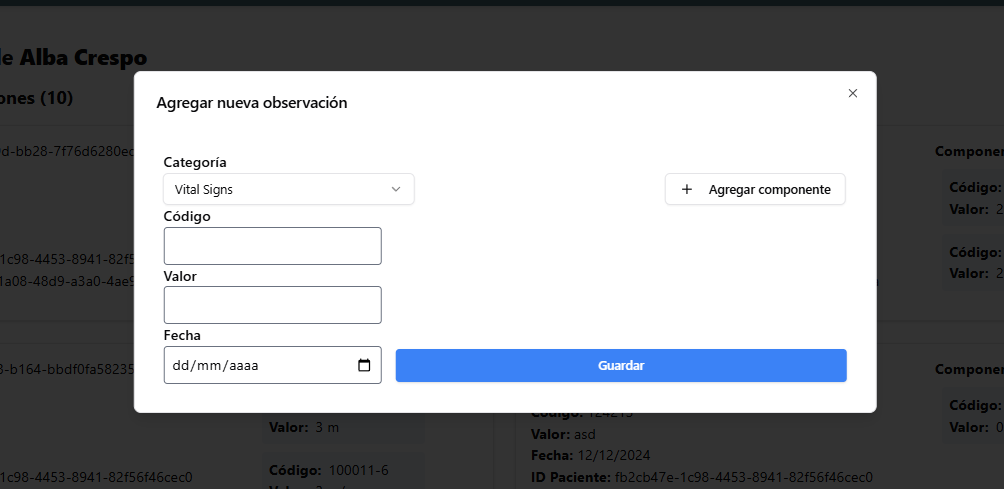 de Alba Crespo
ones (10)
Agregar nueva observación
Categoría
Vital Signs
Agregar componente
Código
Valor
Fecha
dd/mm/aaaa
Guardar
d-bb28-7f76d6280ec
1c98-4453-8941-82f56
1a08-48d9-a3a0-4ae9
Componen
Código:
Valor: 2
Código:
Valor: 2
3-b164-bbdf0fa58235
Valor: 3 m
Código: 100011-6
1c98-4453-8941-82f56f46cec0
Código: 124215
Valor: asd
Fecha: 12/12/2024
ID Paciente: fb2cb47e-1c98-4453-8941-82f56f46cec0
Componen
Código:
Valor: 0